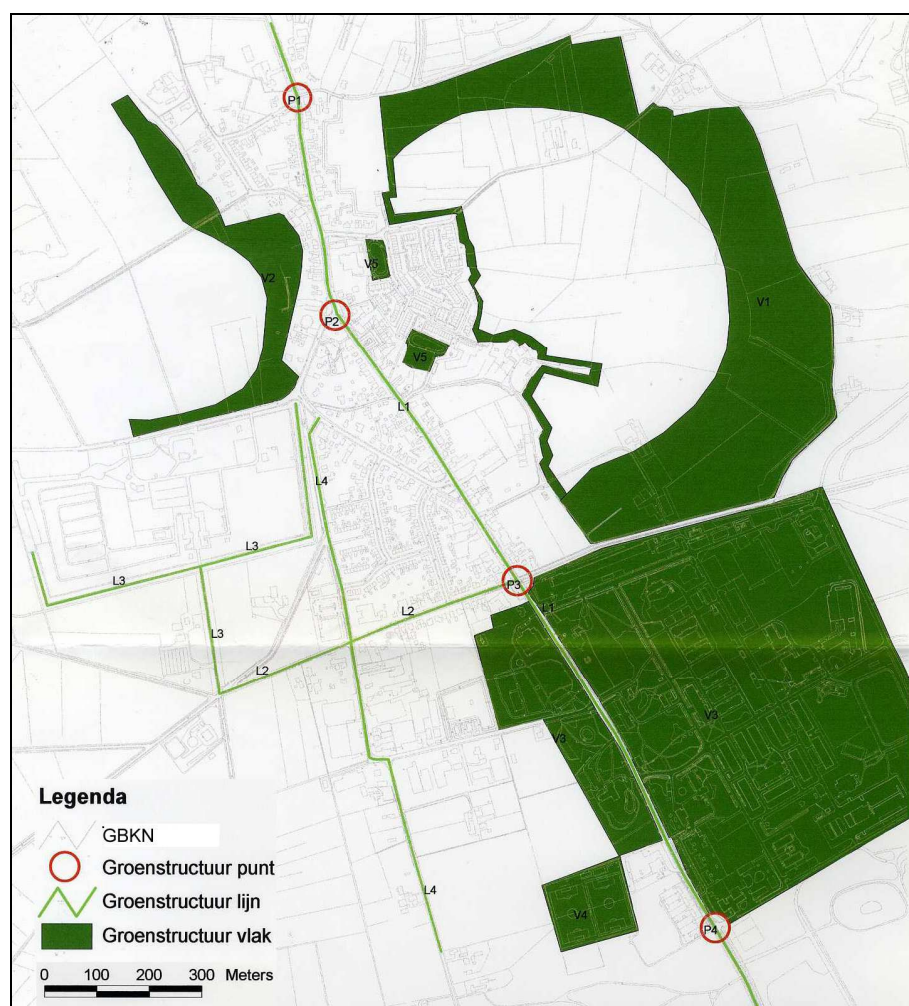 P1
V2
V5
V1
P2
V5
L1
L4
L3
L3
P3
L1
L2
L3
L2
V3
V3
L4
V4
P4
Legenda
GBKN
Groenstructuur punt
Groenstructuur lijn
Groenstructuur vlak
0 100 200 300 Meters